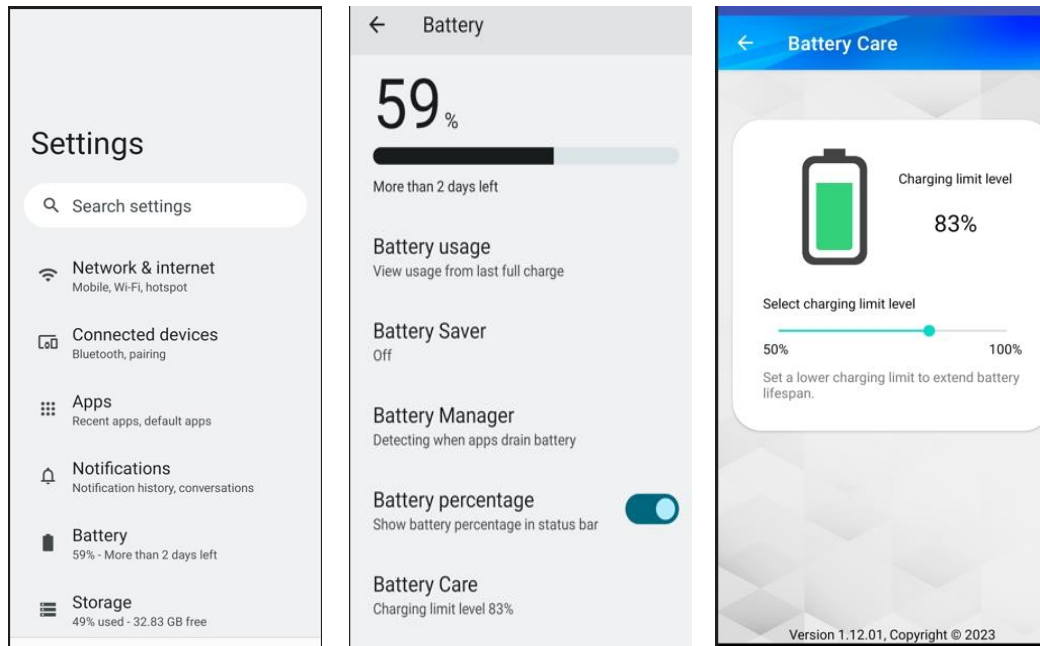 Settings
Search settings
Network & internet
Mobile, Wi-Fi, hotspot
Connected devices
Bluetooth, pairing
Apps
Recent apps, default apps
Notifications
Notification history, conversations
Battery
59% - More than 2 days left
Storage
49% used - 32.83 GB free
Battery
59%
More than 2 days left
Battery usage
View usage from last full charge
Battery Saver
Off
Battery Manager
Detecting when apps drain battery
Battery percentage
Show battery percentage in status bar
Battery Care
Charging limit level 83%
Battery Care
Charging limit level
83%
Select charging limit level
50% 100%
Set a lower charging limit to extend battery
lifespan.
Version 1.12.01, Copyright © 2023